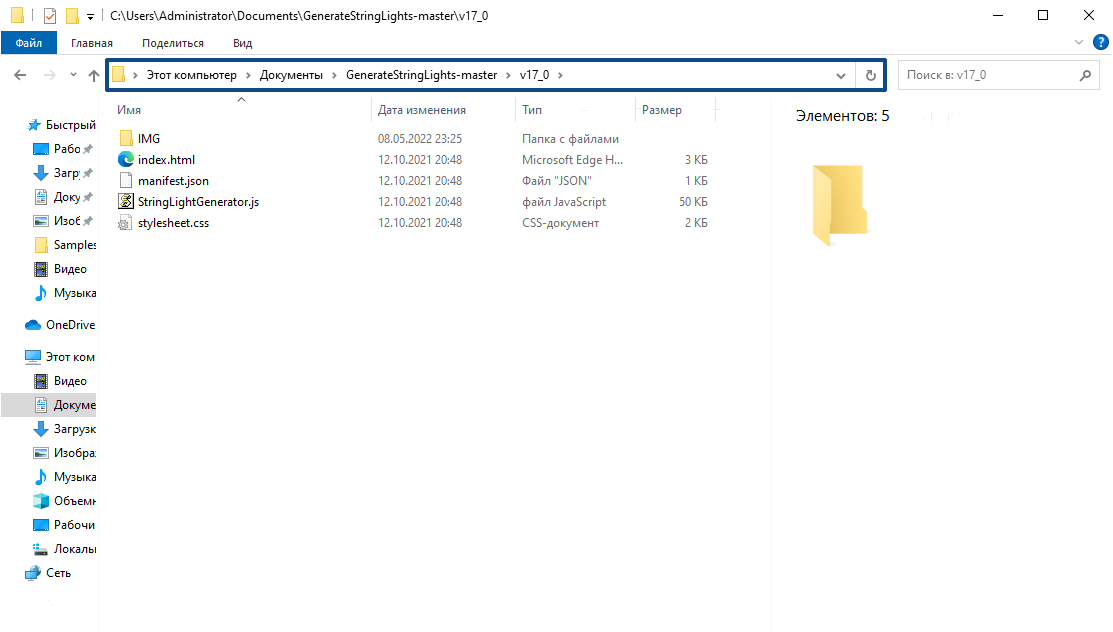 C:\Users\Administrator\Documents\GenerateStringLights-master\v17_0
Файл Главная Поделиться Вид
Этот компьютер Документы GenerateStringLights-master v17_0
Поиск в: v17_0
Имя Дата изменения Тип Размер
IMG 08.05.2022 23:25 Папка с файлами
index.html 12.10.2021 20:48 Microsoft Edge H... 3 КБ
manifest.json 12.10.2021 20:48 Файл "JSON" 1 КБ
StringLightGenerator.js 12.10.2021 20:48 файл JavaScript 50 КБ
stylesheet.css 12.10.2021 20:48 CSS-документ 2 КБ
Элементов: 5
Быстрый
Рабо
Загр
Доку
Изоб
Samples
Видео
Музыка
OneDrive
Этот ком
Видео
Докуме
Загрузк
Изобра
Музыка
Объемн
Рабочи
Локаль
Сеть